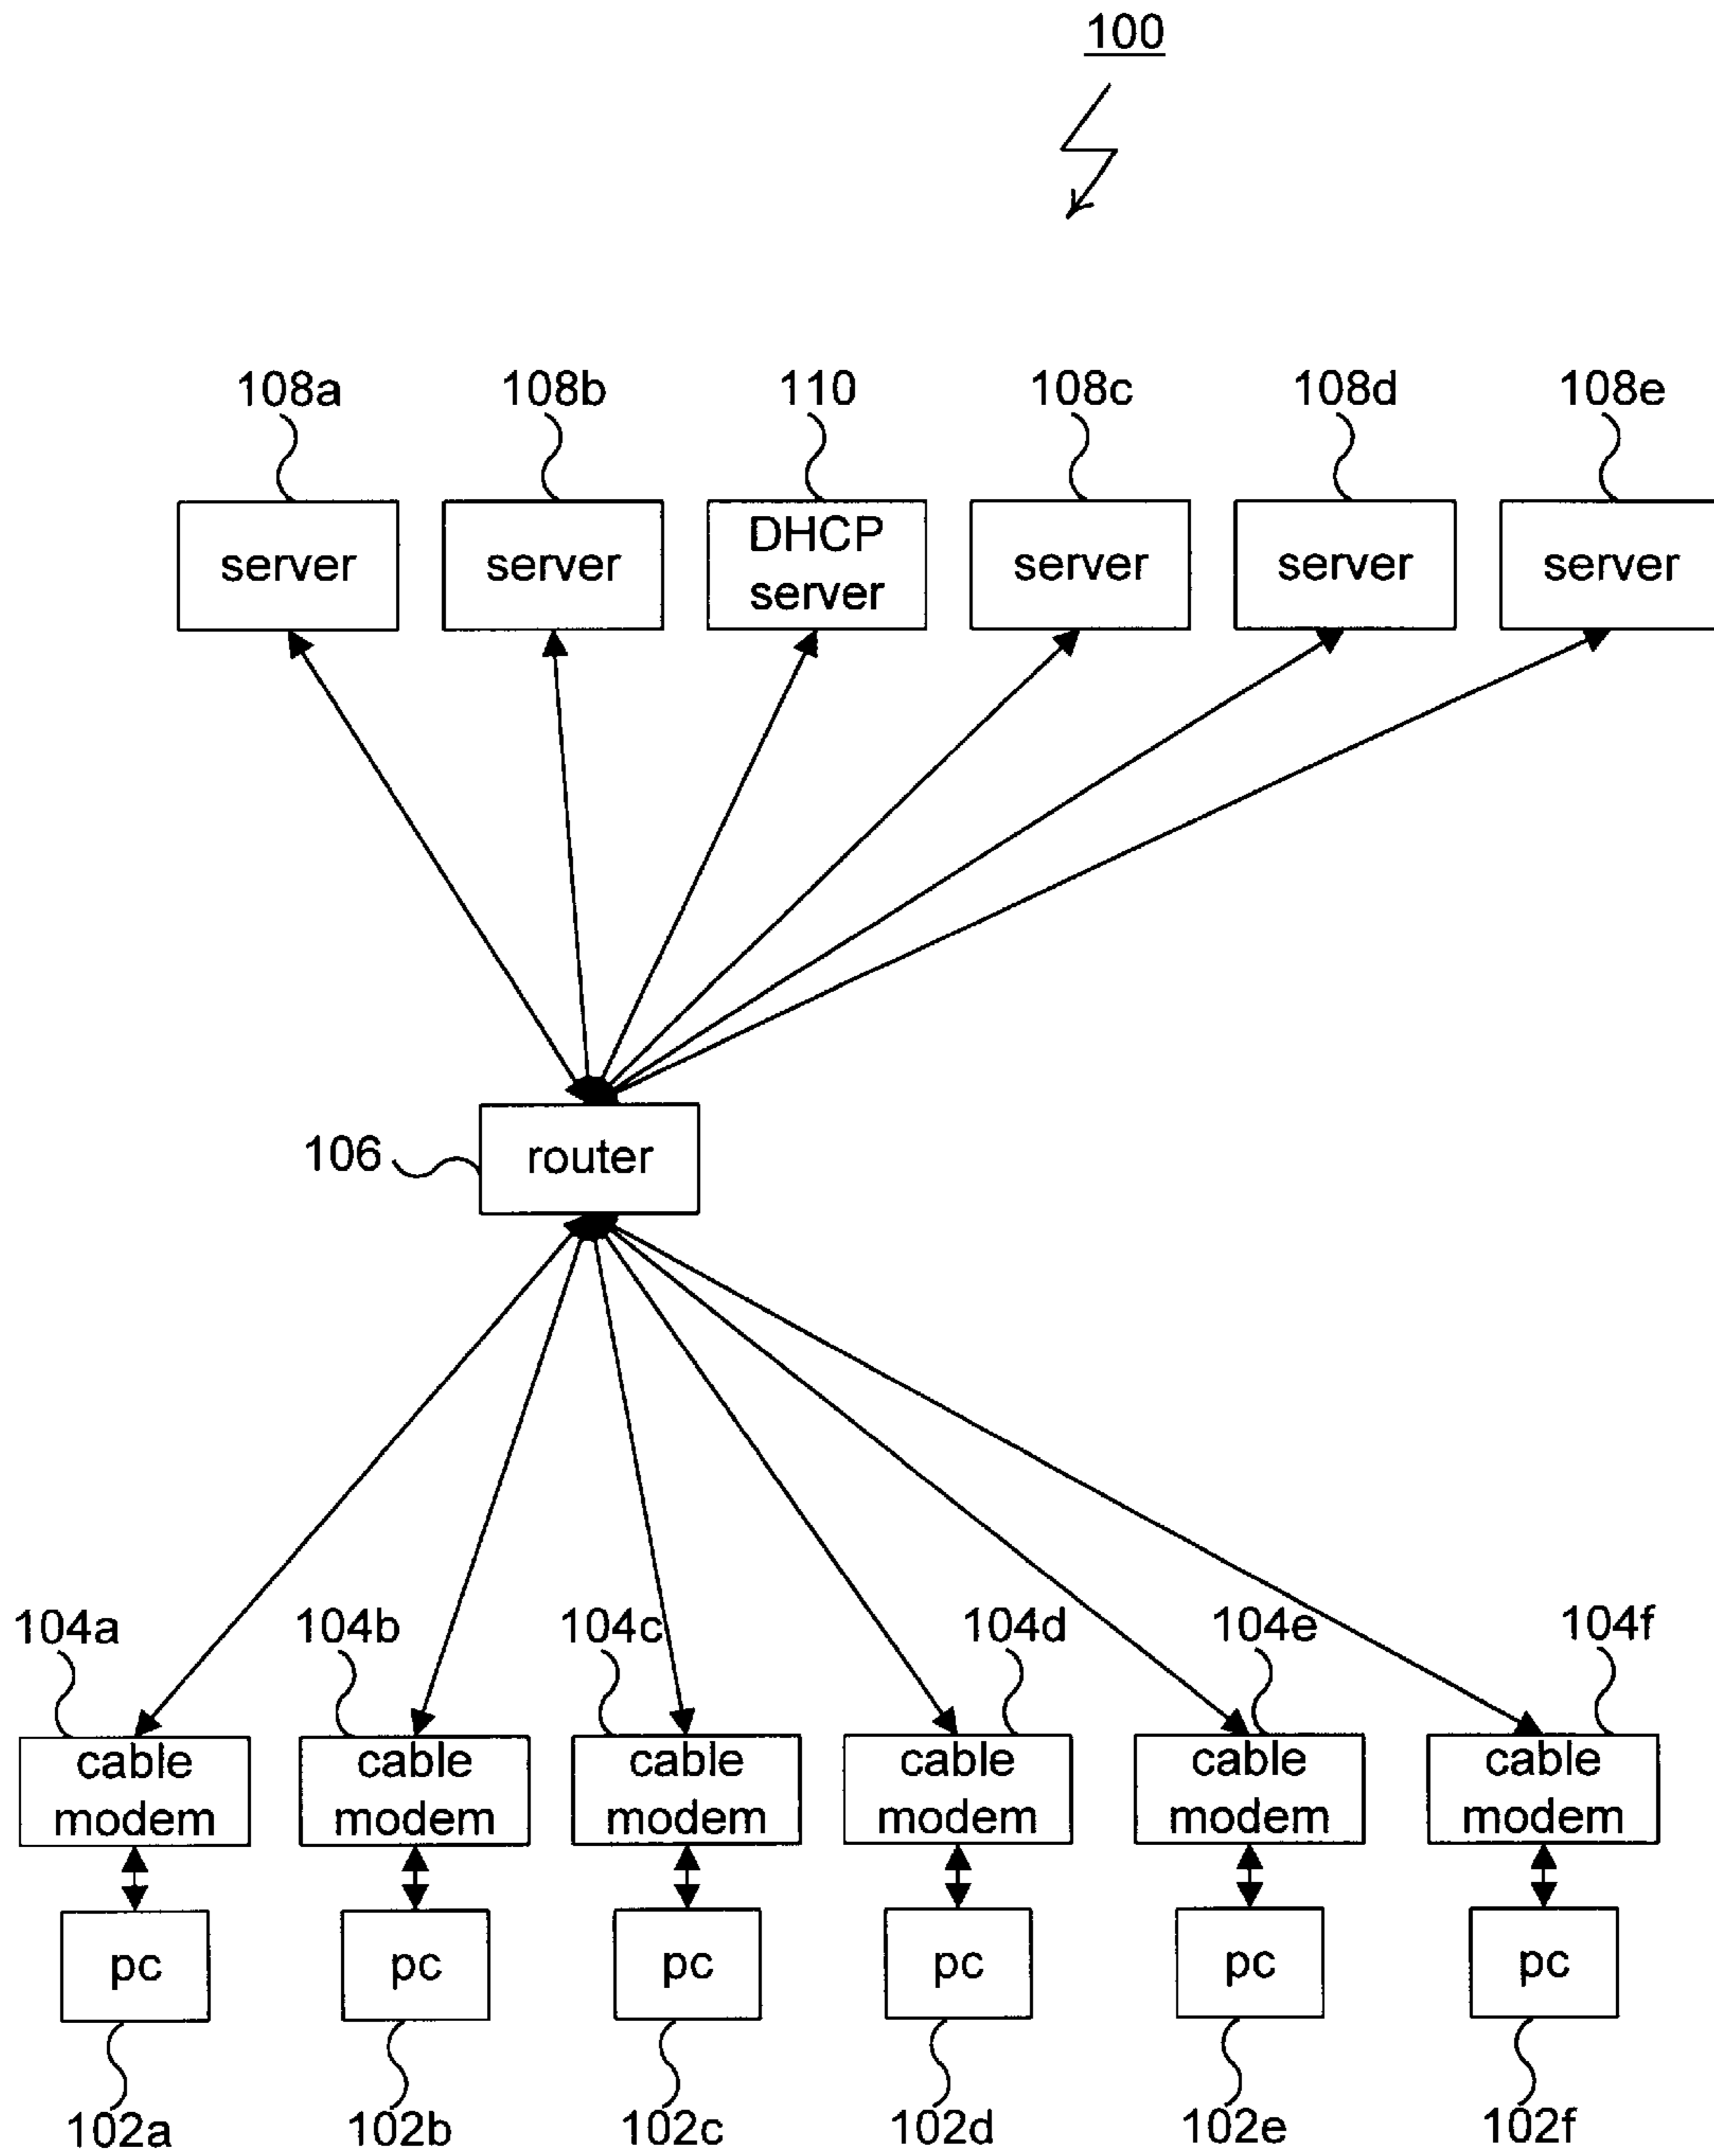 100
108a 108b 110 108c 108d 108e
server server DHCP server server server server
106 router
104a 104b 104c 104d 104e 104f
cable modem cable modem cable modem cable modem cable modem cable modem
pc pc pc pc pc pc
102a 102b 102c 102d 102e 102f